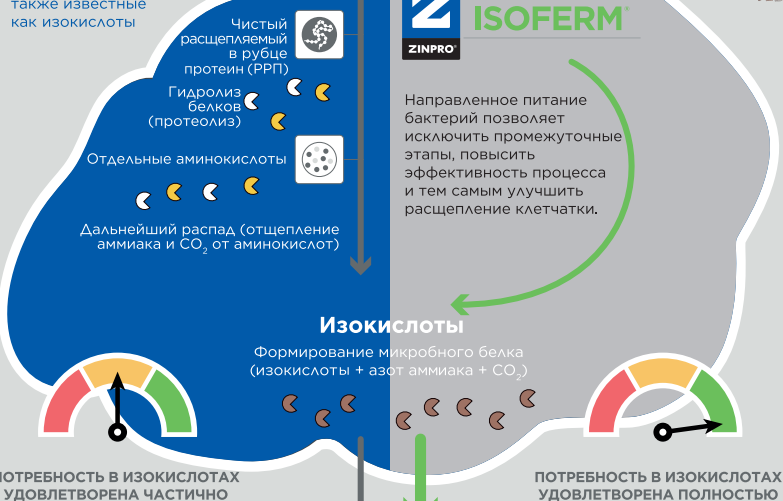 также известные
как изокислоты
Чистый
расщепляемый
в рубце
протеин (РРП)
Гидролиз
белков
(протеолиз)
Отдельные аминокислоты
Дальнейший распад (отщепление
аммиака и CO2 от аминокислот)
Z
ZINPRO®
ISOFERM®
Направленное питание
бактерий позволяет
исключить промежуточные
этапы, повысить
эффективность процесса
и тем самым улучшить
расщепление клетчатки.
Изокислоты
Формирование микробного белка
(изокислоты + азот аммиака + CO2)
ПОТРЕБНОСТЬ В ИЗОКИСЛОТАХ
УДОВЛЕТВОРЕНА ЧАСТИЧНО
ПОТРЕБНОСТЬ В ИЗОКИСЛОТАХ
УДОВЛЕТВОРЕНА ПОЛНОСТЬЮ